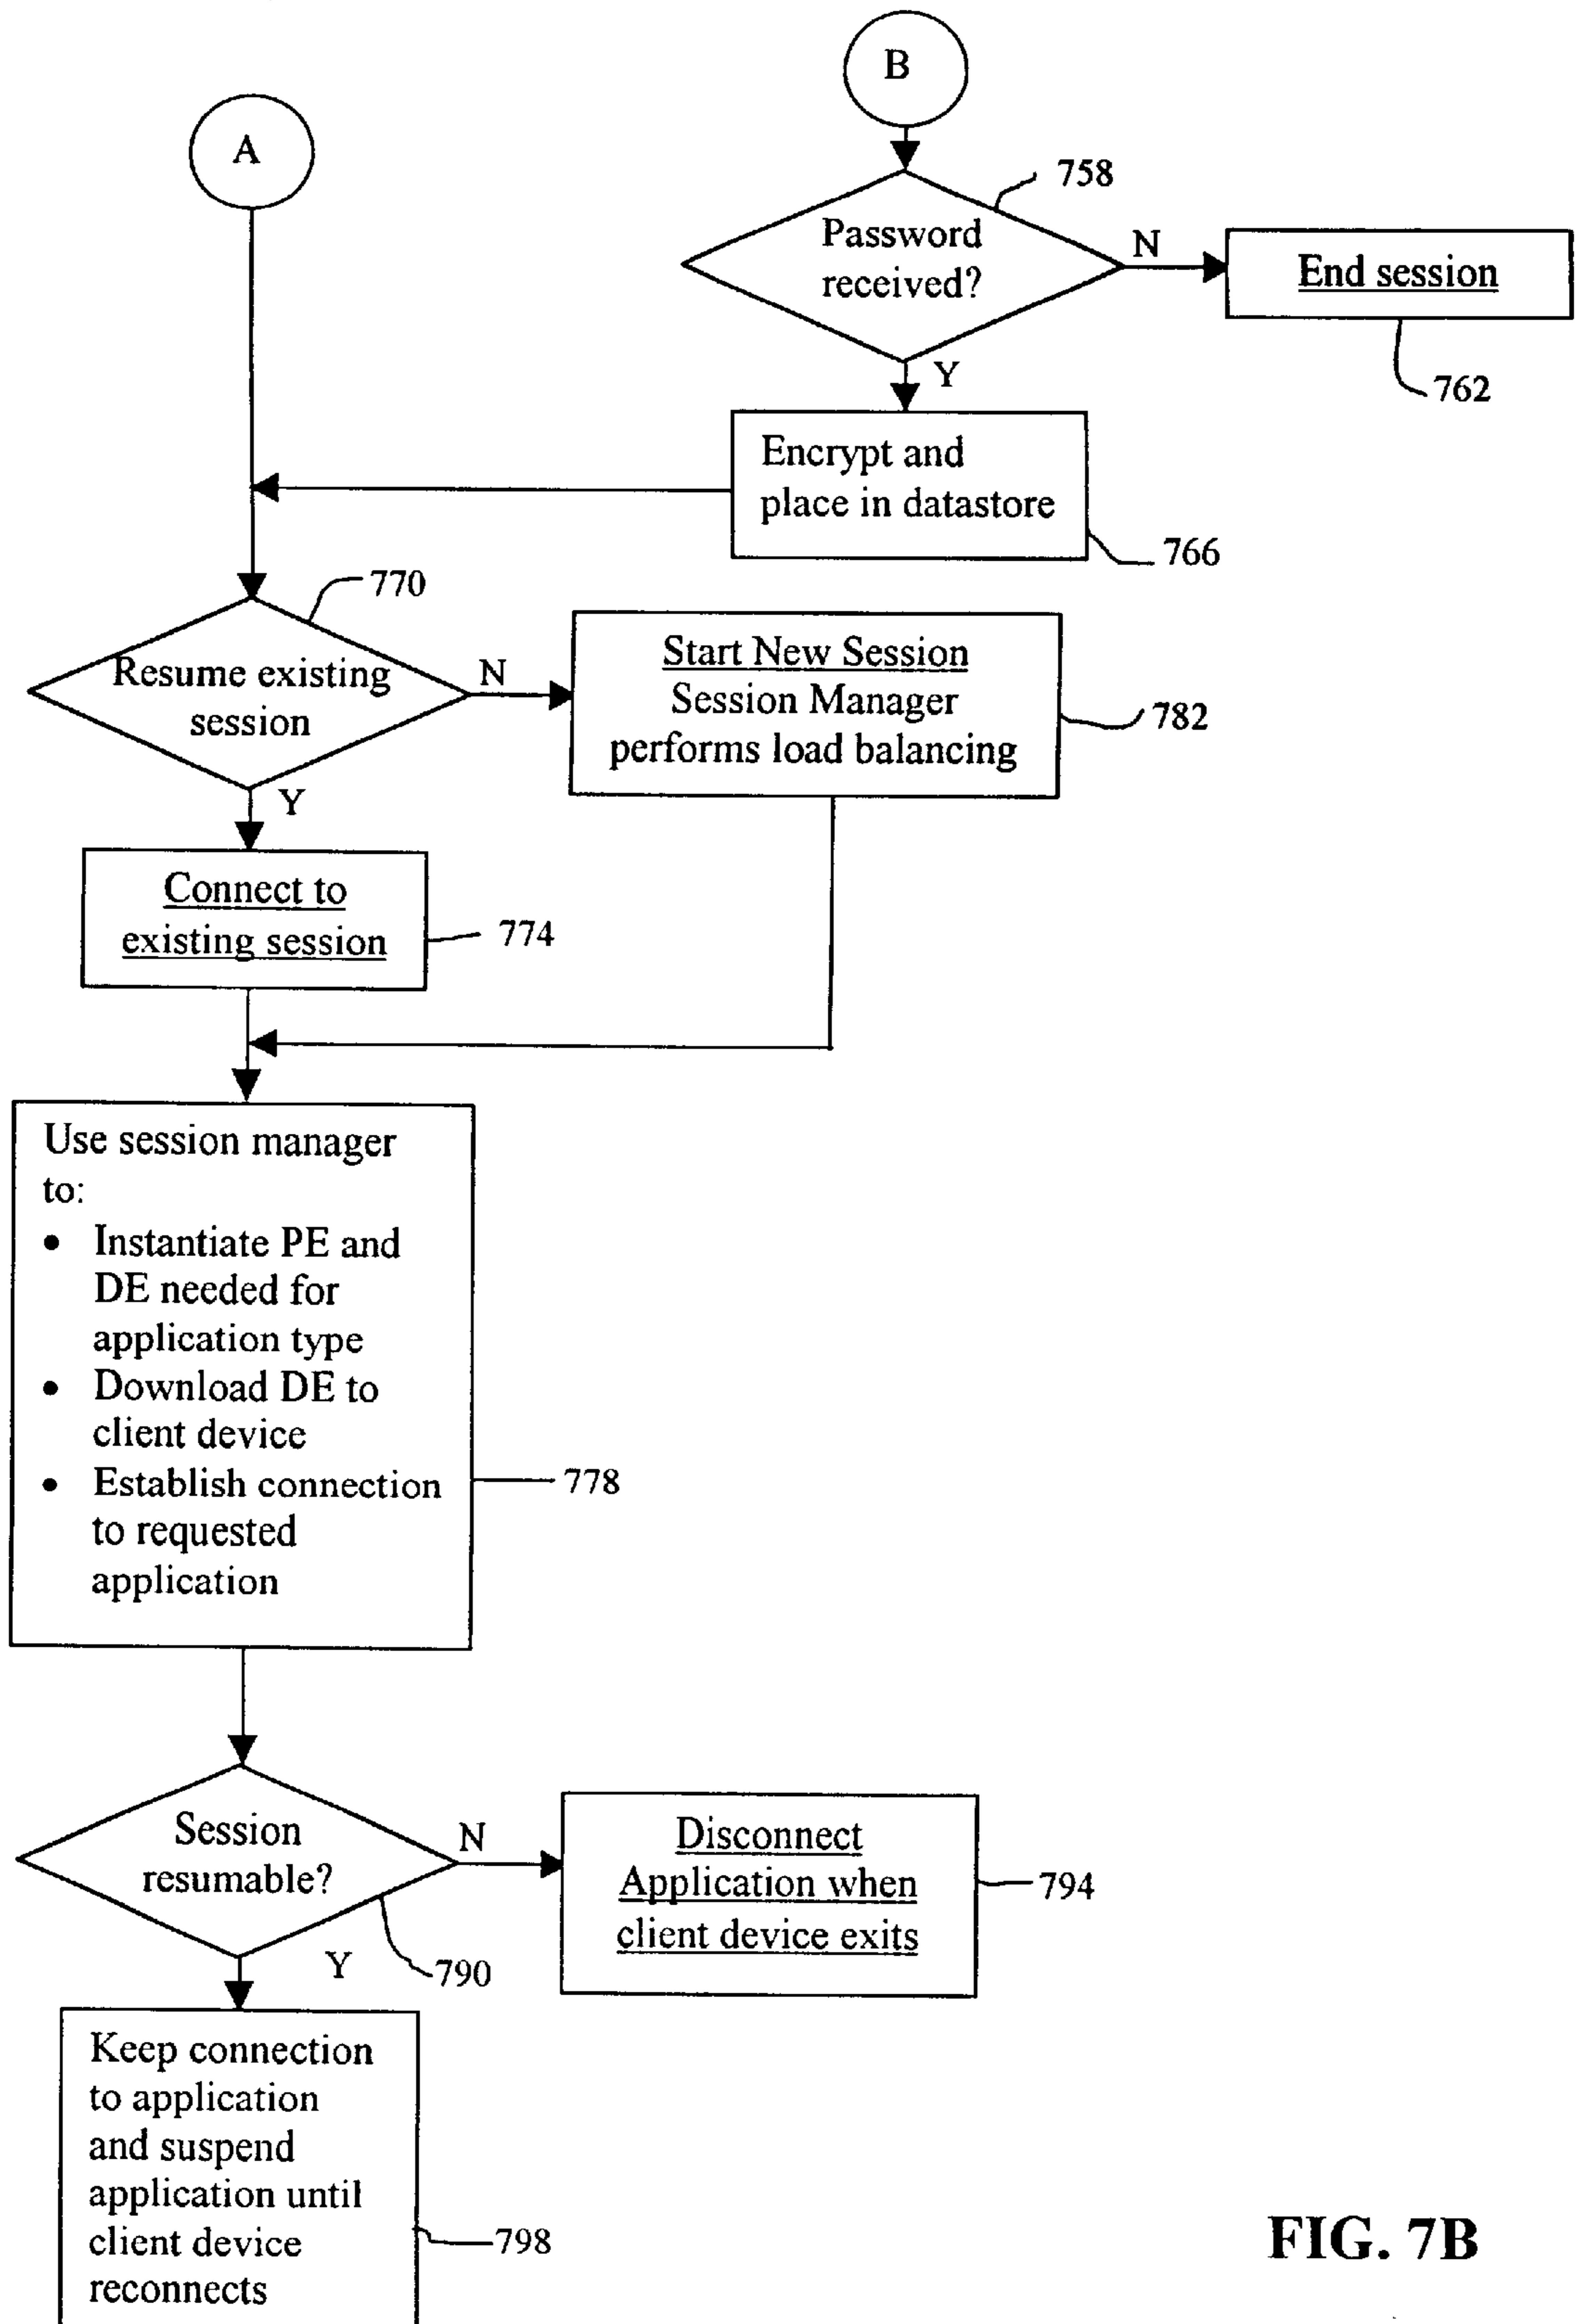 B
A
758
Password
received?
N
End session
762
Y
Encrypt and
place in datastore
766
770
Resume existing
session
N
Start New Session
Session Manager
performs load balancing
782
Y
Connect to
existing session
774
Use session manager
to:
• Instantiate PE and
DE needed for
application type
• Download DE to
client device
• Establish connection
to requested
application
778
Session
resumable?
N
Disconnect
Application when
client device exits
794
Y
790
Keep connection
to application
and suspend
application until
client device
reconnects
798
FIG. 7B